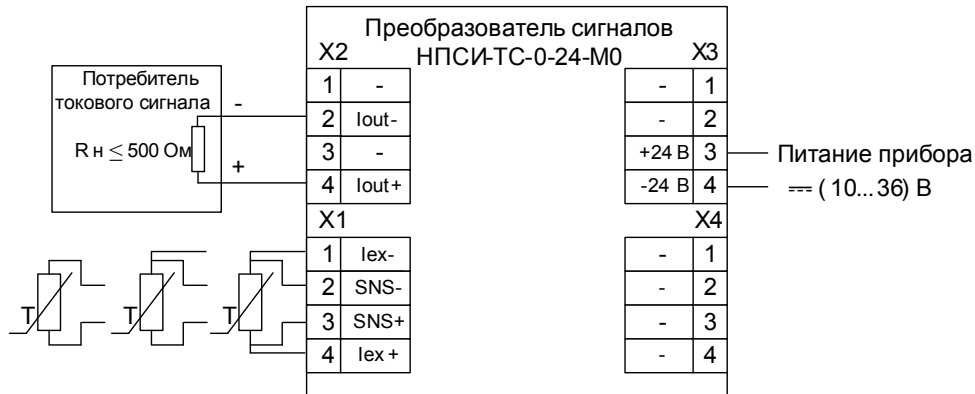 Преобразователь сигналов
НПСИ-ТС-0-24-М0
X2
X3
Потребитель
токового сигнала
R н ≤ 500 Ом
-
+
1 -
2 Iout-
3 -
4 Iout+
- 1
- 2
+24 В 3
-24 В 4
Питание прибора
⎓ ( 10...36) В
X1
X4
T
T
T
1 Iex-
2 SNS-
3 SNS+
4 Iex +
- 1
- 2
- 3
- 4